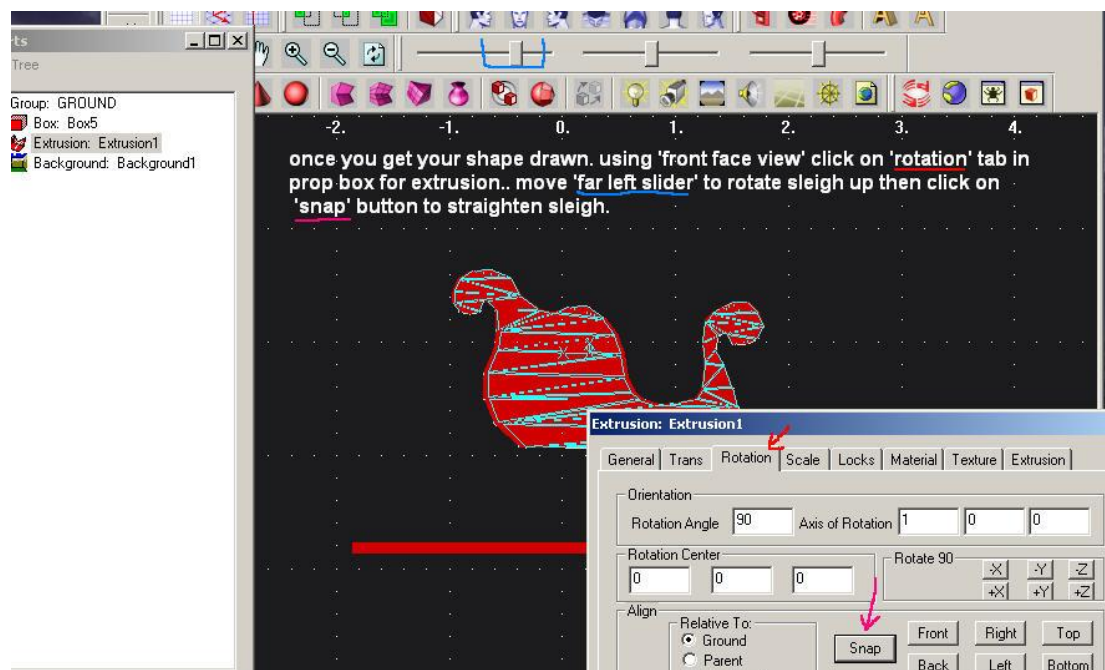 ts
Tree
Group: GROUND
Box: Box5
Extrusion: Extrusion1
Background: Background1
-2. -1. 0. 1. 2. 3. 4.
once you get your shape drawn. using 'front face view' click on 'rotation' tab in
prop box for extrusion.. move 'far left slider' to rotate sleigh up then click on
'snap' button to straighten sleigh.
X
Extrusion: Extrusion1
General Trans Rotation Scale Locks Material Texture Extrusion
Orientation
Rotation Angle 90 Axis of Rotation 1 0 0
Rotation Center
0 0 0
Rotate 90
-X -Y -Z
+X +Y +Z
Align
Relative To:
Ground
Parent
Snap
Front Right Top
Back Left Bottom